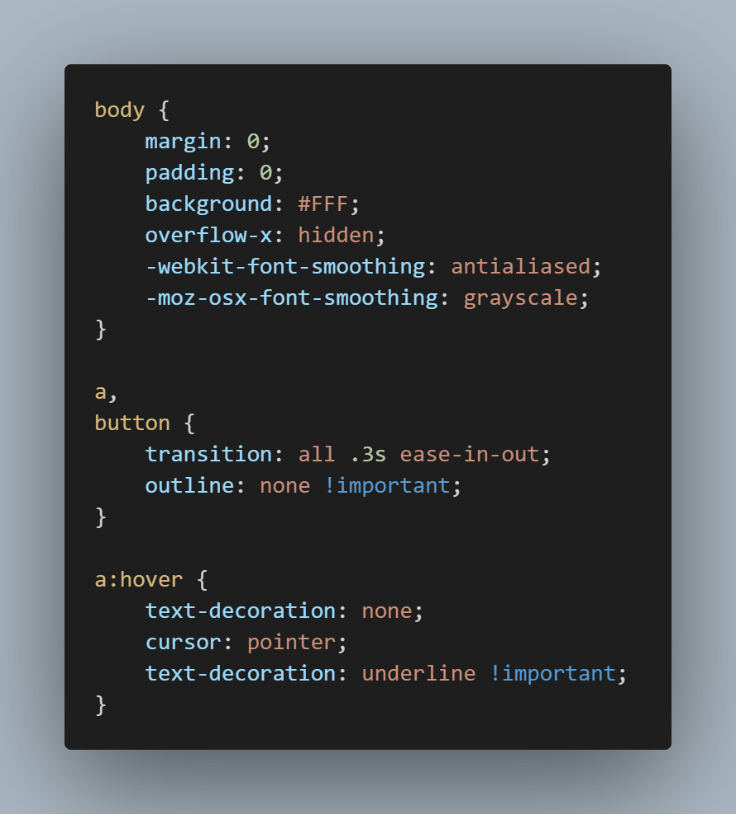 body {
    margin: 0;
    padding: 0;
    background: #FFF;
    overflow-x: hidden;
    -webkit-font-smoothing: antialiased;
    -moz-osx-font-smoothing: grayscale;
}

a,
button {
    transition: all .3s ease-in-out;
    outline: none !important;
}

a:hover {
    text-decoration: none;
    cursor: pointer;
    text-decoration: underline !important;
}